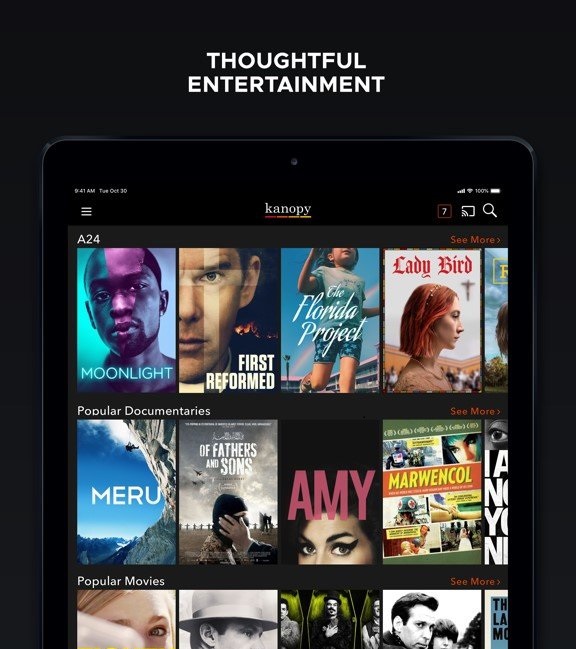 THOUGHTFUL
ENTERTAINMENT
9:41 AM Tue Oct 30
100%
kanopy
7
A24
See More ›
MOONLIGHT
FIRST
REFORMED
The
Florida
Project
Lady Bird
Popular Documentaries
See More ›
MERU
OF FATHERS
AND SONS
AMY
MARWENCOL
Popular Movies
See More ›